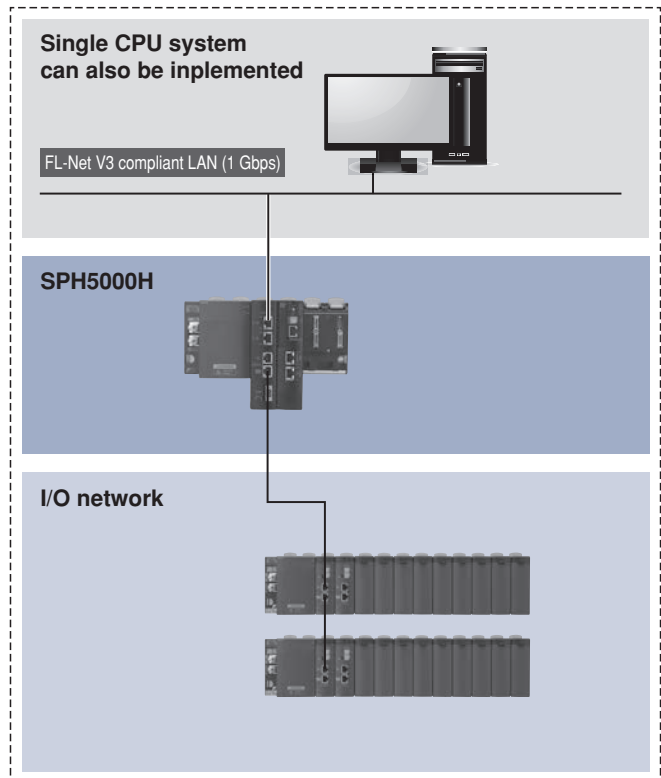 Single CPU system
can also be inplemented
FL-Net V3 compliant LAN (1 Gbps)
SPH5000H
I/O network